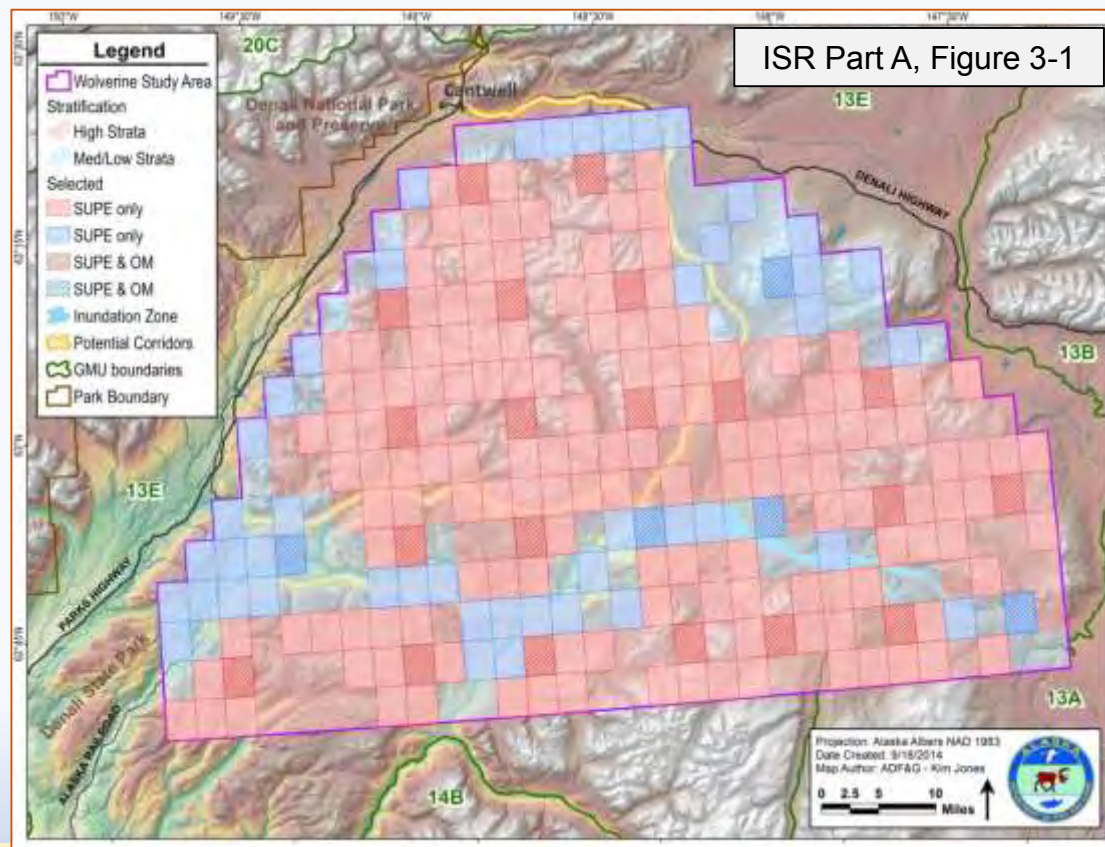 ISR Part A, Figure 3-1
Legend
Wolverine Study Area
Stratification
High Strata
Med/Low Strata
Selected
SUPE only
SUPE only
SUPE & OM
SUPE & OM
Inundation Zone
Potential Corridors
GMU boundaries
Park Boundary
20C
Cantwell
Denali National Park
and Preserve
13E
DENALI HIGHWAY
13B
13E
PARKS HIGHWAY
Denali State Park
ALASKA RAILROAD
13A
14B
Projection: Alaska Albers NAD 1983
Date Created: 9/16/2014
Map Author: ADF&G - Kim Jones
0 2.5 5 10
Miles
ALASKA